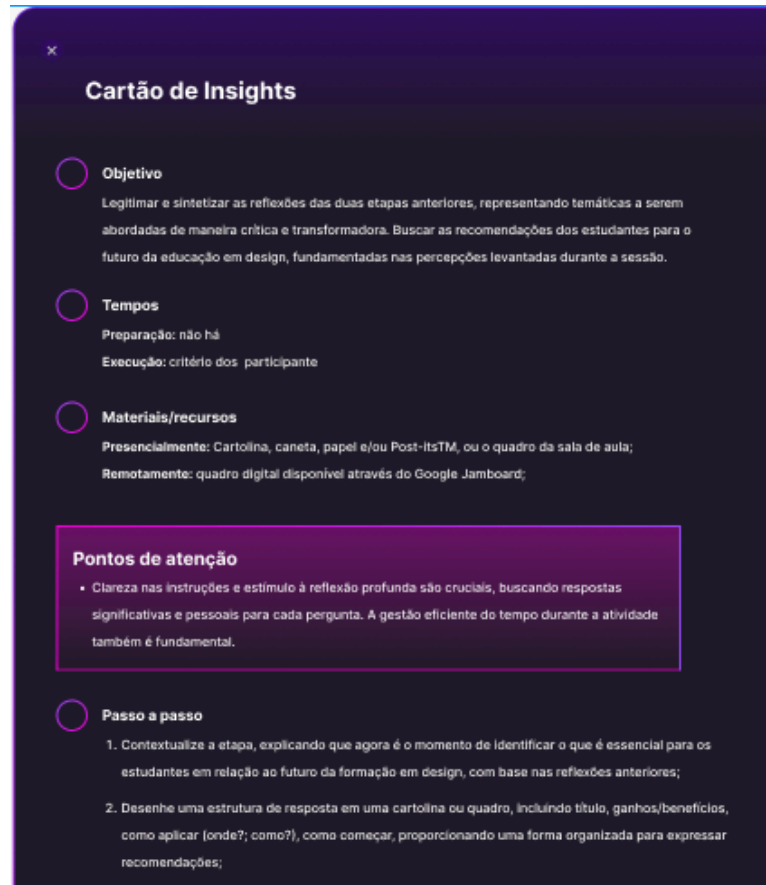 Cartão de Insights
Objetivo
Legitimar e sintetizar as reflexões das duas etapas anteriores, representando temáticas a serem
abordadas de maneira crítica e transformadora. Buscar as recomendações dos estudantes para o
futuro da educação em design, fundamentadas nas percepções levantadas durante a sessão.
Tempos
Preparação: não há
Execução: critério dos participante
Materiais/recursos
Presencialmente: Cartolina, caneta, papel e/ou Post-ItsTM, ou o quadro da sala de aula;
Remotamente: quadro digital disponível através do Google Jamboard;
Pontos de atenção
• Clareza nas instruções e estímulo à reflexão profunda são cruciais, buscando respostas
significativas e pessoais para cada pergunta. A gestão eficiente do tempo durante a atividade
também é fundamental.
Passo a passo
1. Contextualize a etapa, explicando que agora é o momento de identificar o que é essencial para os
estudantes em relação ao futuro da formação em design, com base nas reflexões anteriores;
2. Desenhe uma estrutura de resposta em uma cartolina ou quadro, incluindo título, ganhos/benefícios,
como aplicar (onde?; como?), como começar, proporcionando uma forma organizada para expressar
recomendações;